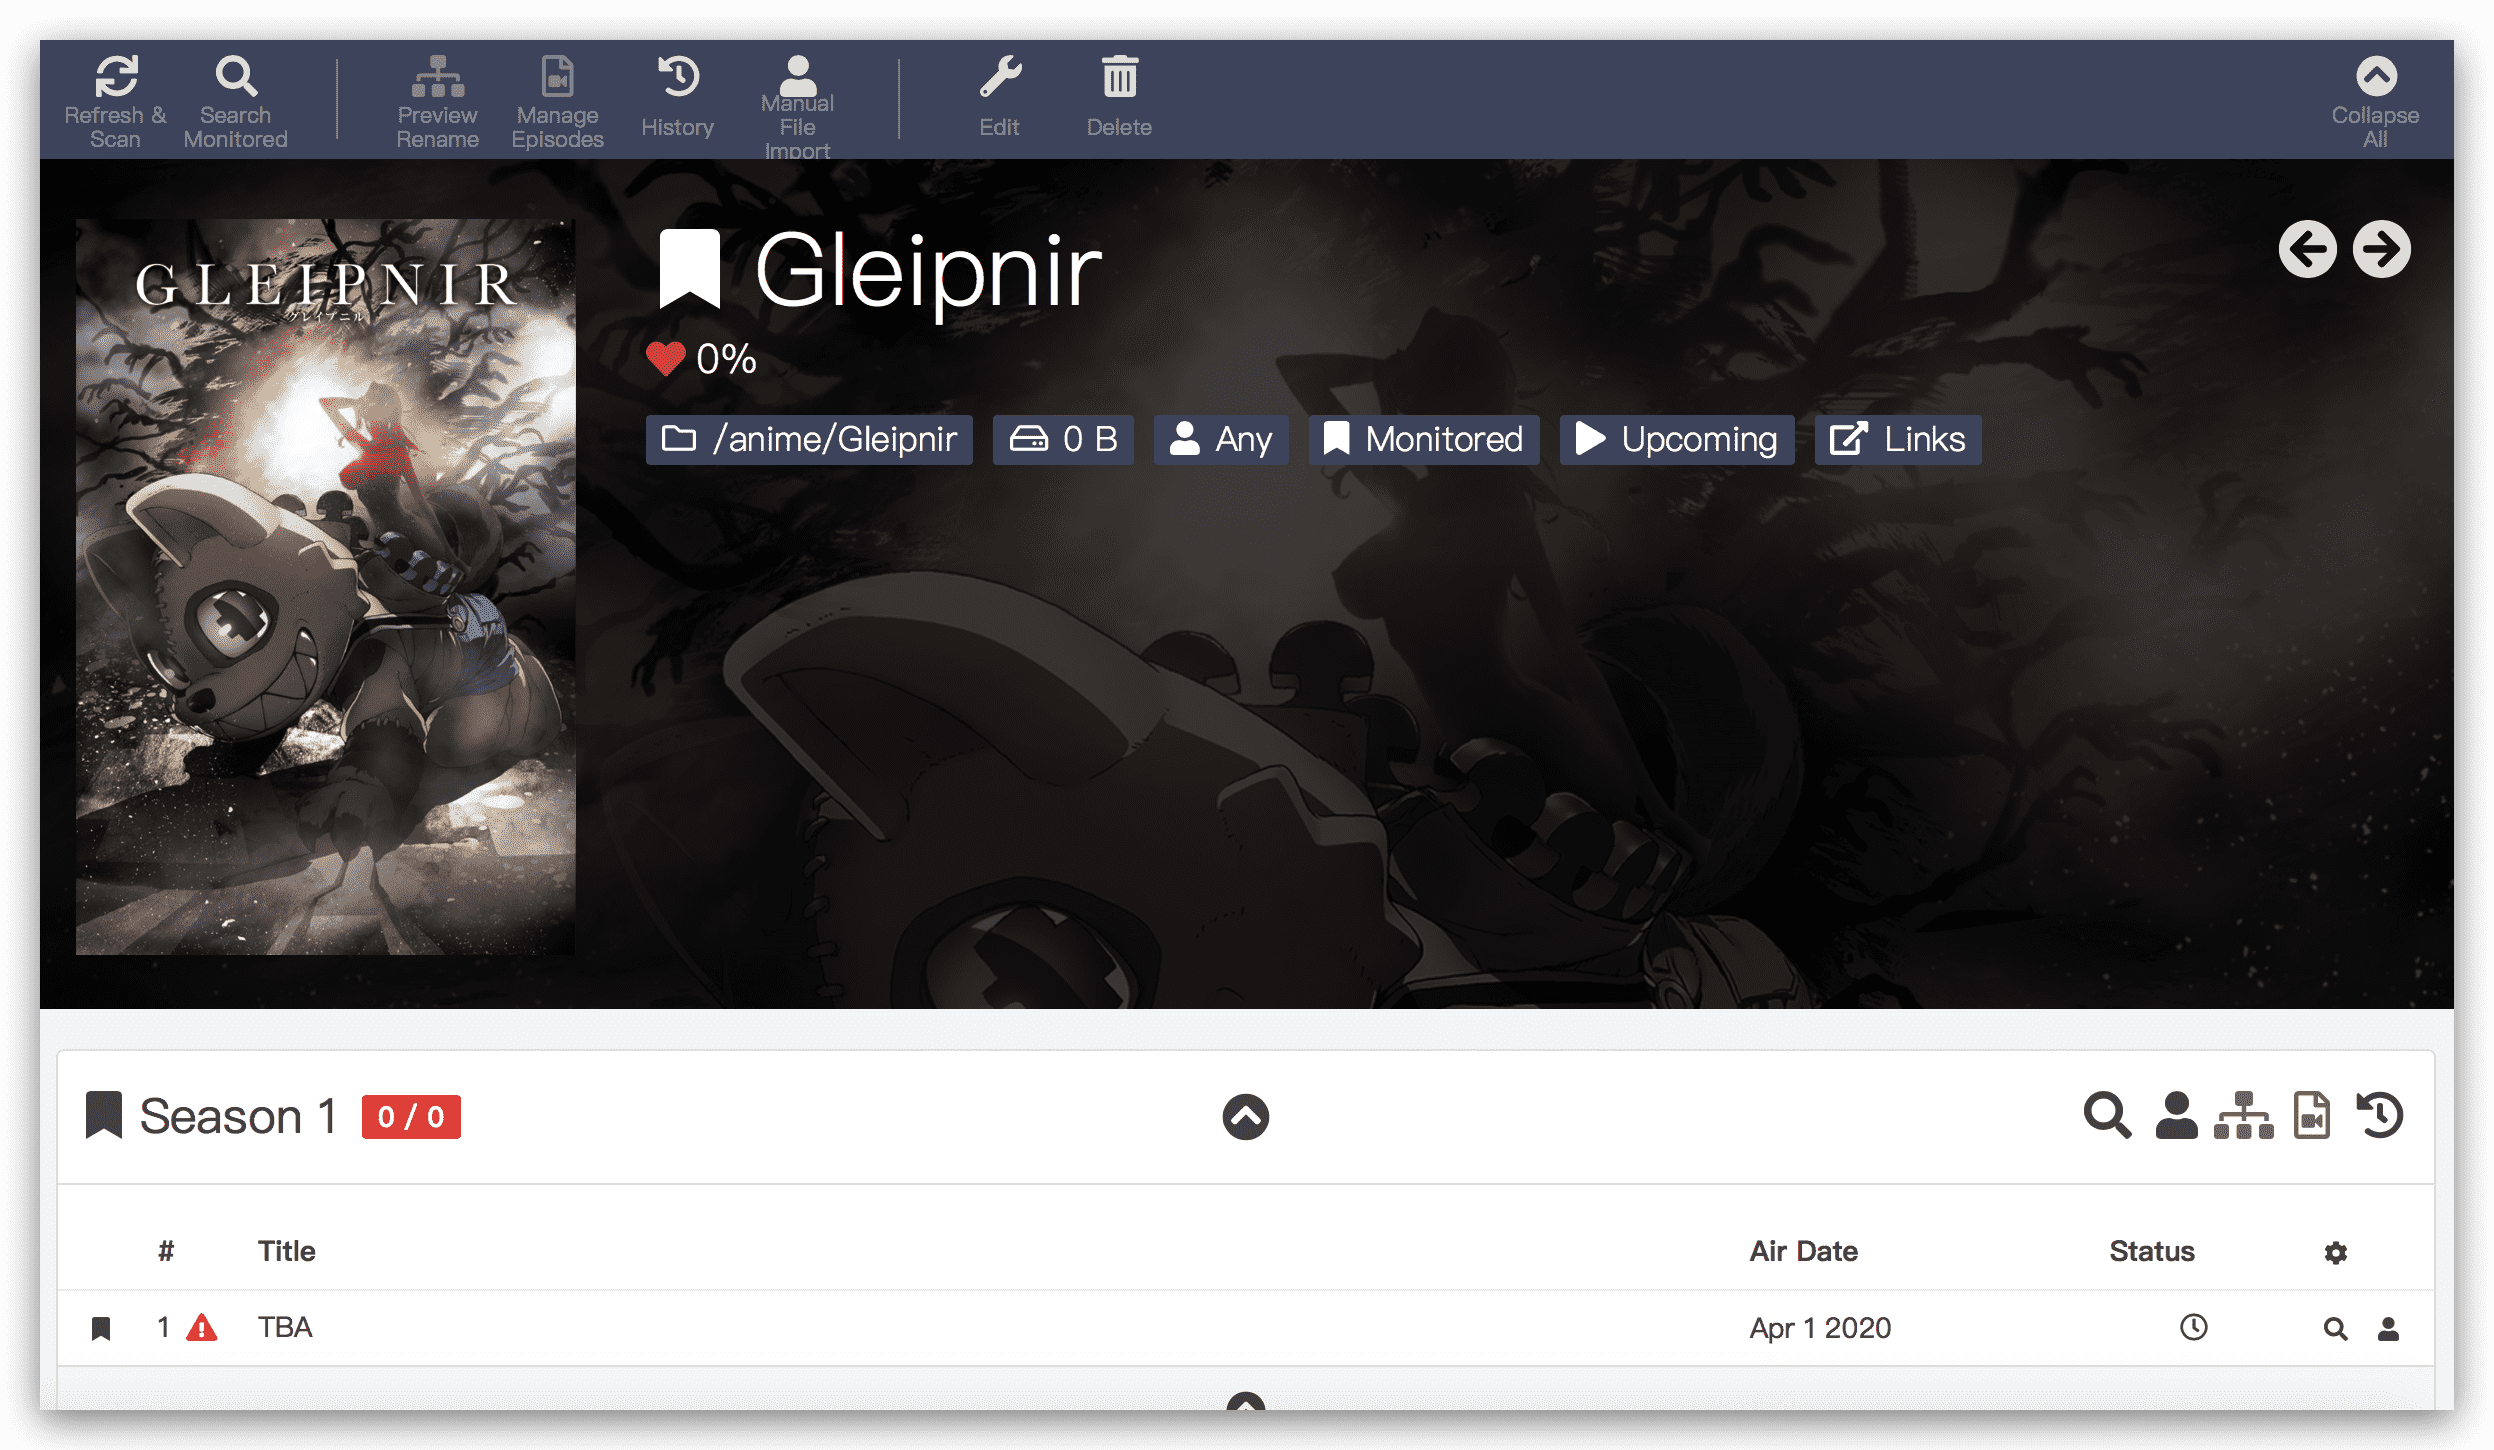 Refresh &
Scan
Search
Monitored
Preview
Rename
Manage
Episodes
History
Manual
File
Import
Edit
Delete
Collapse
All
GLEIPNIR
グレイプニル
Gleipnir
0%
/anime/Gleipnir
0 B
Any
Monitored
Upcoming
Links
Season 1 0 / 0
# Title Air Date Status
1 TBA Apr 1 2020